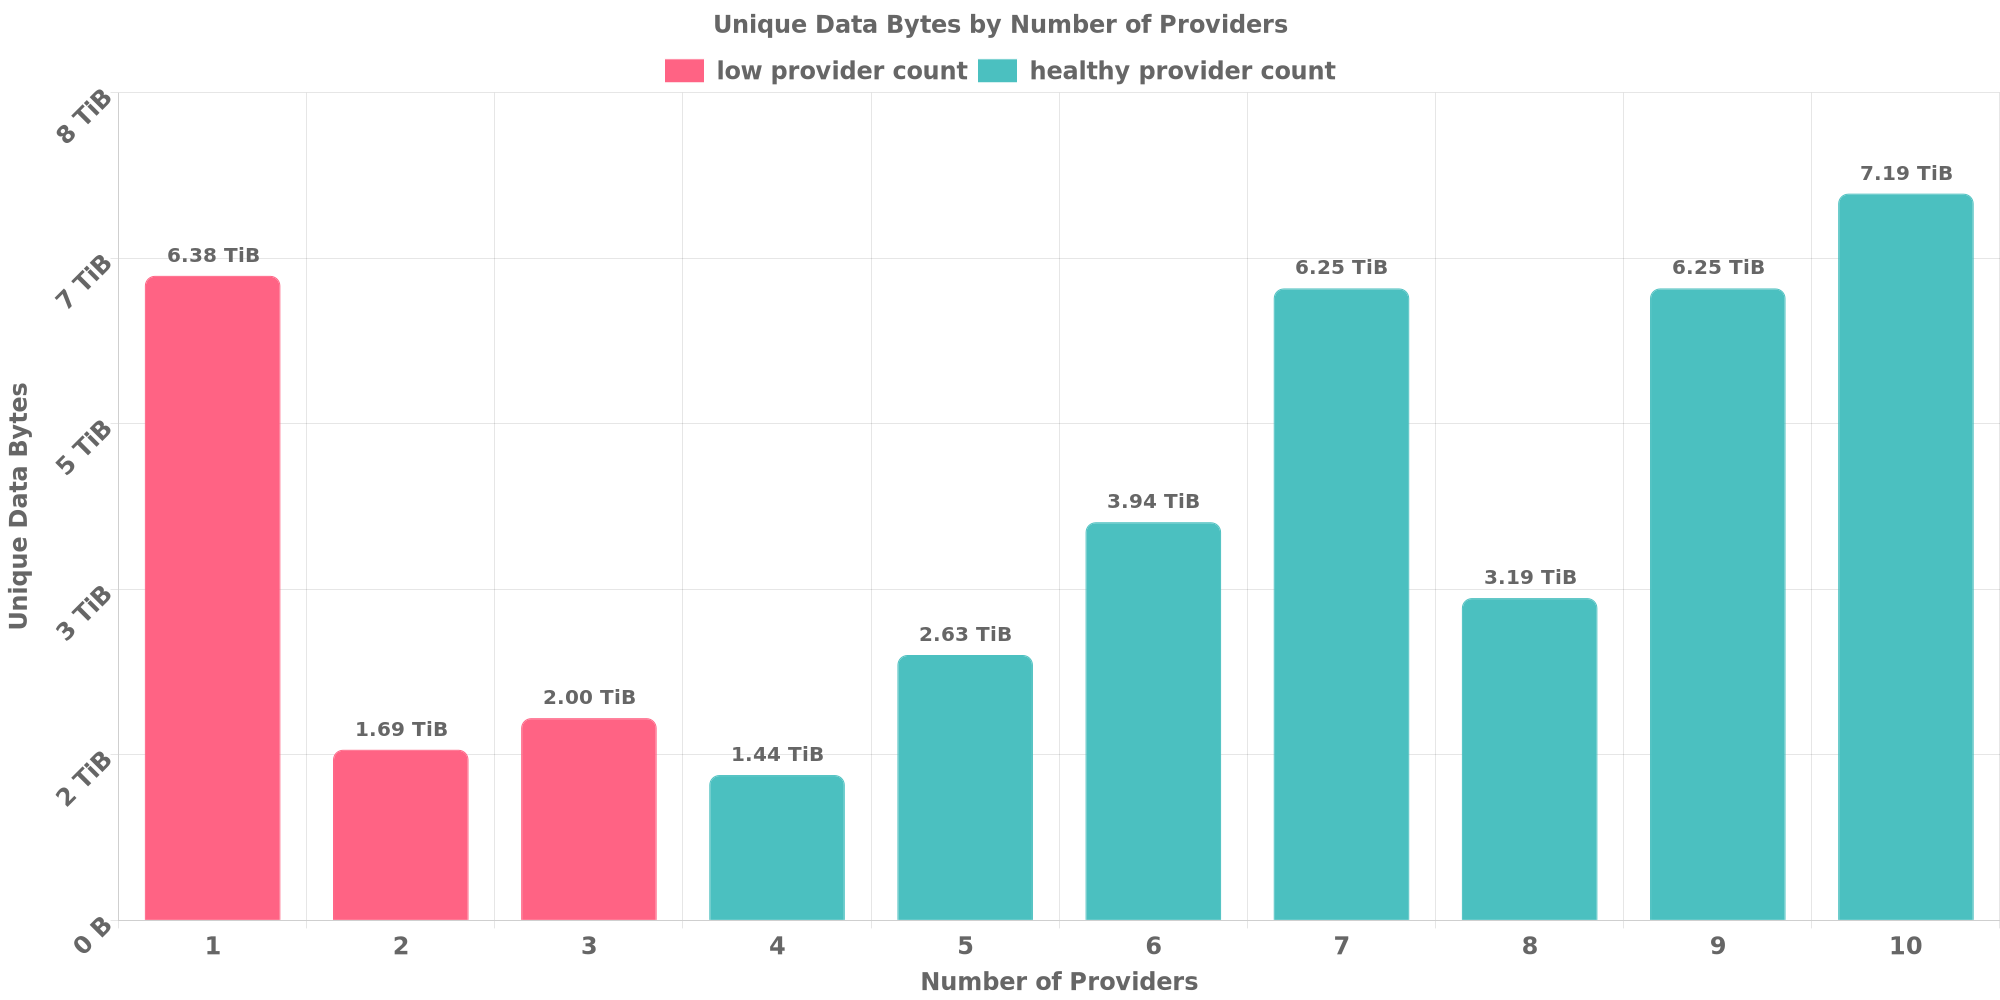 Unique Data Bytes by Number of Providers
low provider count healthy provider count
8 TiB
7 TiB
5 TiB
3 TiB
2 TiB
0 B
Unique Data Bytes
6.38 TiB
1.69 TiB
2.00 TiB
1.44 TiB
2.63 TiB
3.94 TiB
6.25 TiB
3.19 TiB
6.25 TiB
7.19 TiB
1 2 3 4 5 6 7 8 9 10
Number of Providers